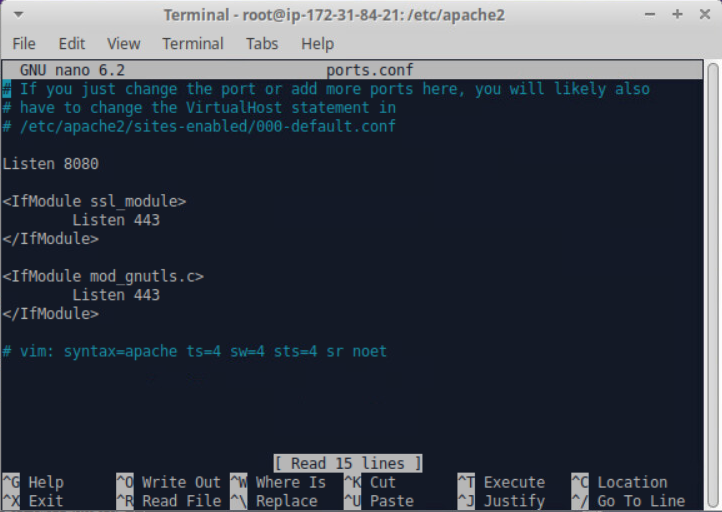 Terminal - root@ip-172-31-84-21: /etc/apache2
File Edit View Terminal Tabs Help
GNU nano 6.2 ports.conf
# If you just change the port or add more ports here, you will likely also
# have to change the VirtualHost statement in
# /etc/apache2/sites-enabled/000-default.conf
Listen 8080
<IfModule ssl_module>
Listen 443
</IfModule>
<IfModule mod_gnutls.c>
Listen 443
</IfModule>
# vim: syntax=apache ts=4 sw=4 sts=4 sr noet
[ Read 15 lines ]
^G Help ^O Write Out ^W Where Is ^K Cut ^T Execute ^C Location
^X Exit ^R Read File ^\ Replace ^U Paste ^J Justify ^/ Go To Line